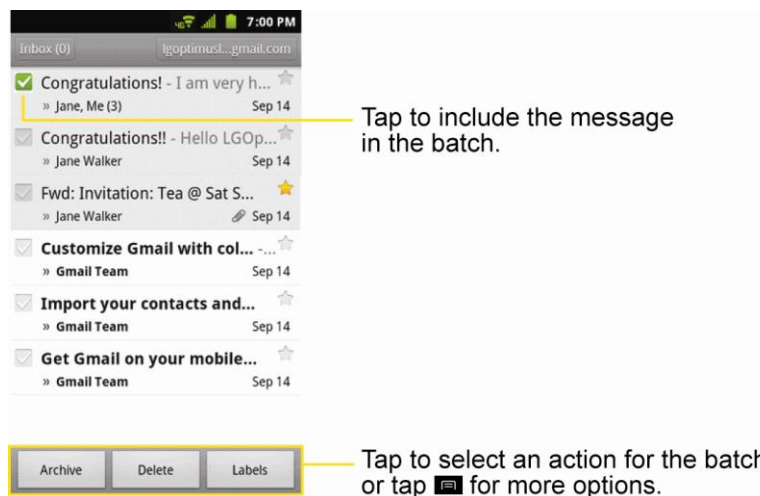 4G 7:00 PM
Inbox (0) lgoptimusl...gmail.com
Congratulations! - I am very h...
» Jane, Me (3) Sep 14
Tap to include the message
in the batch.
Congratulations!! - Hello LGOp...
» Jane Walker Sep 14
Fwd: Invitation: Tea @ Sat S...
» Jane Walker Sep 14
Customize Gmail with col... -...
» Gmail Team Sep 14
Import your contacts and...
» Gmail Team Sep 14
Get Gmail on your mobile...
» Gmail Team Sep 14
Archive Delete Labels
Tap to select an action for the batch
or tap for more options.